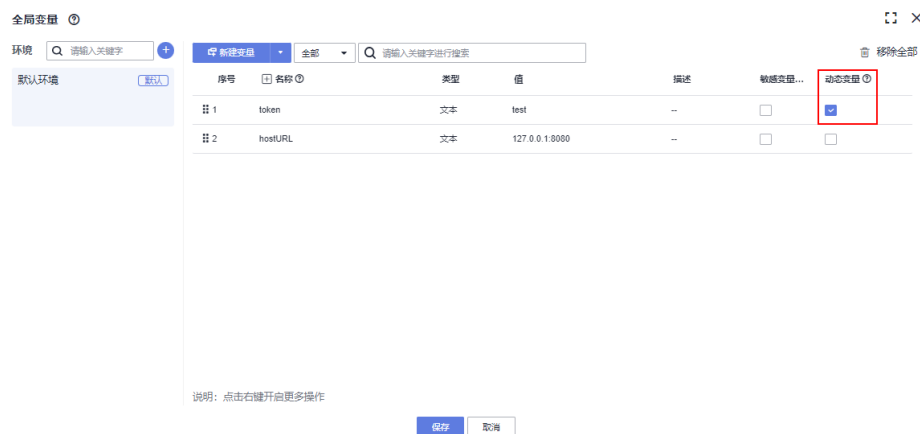 全局变量
环境 请输入关键字
新建变量 全部 请输入关键字进行搜索 移除全部
默认环境 默认
序号 名称 类型 值 描述 敏感变量... 动态变量
1 token 文本 test --
2 hostURL 文本 127.0.0.1:8080 --
说明：点击右键开启更多操作
保存 取消